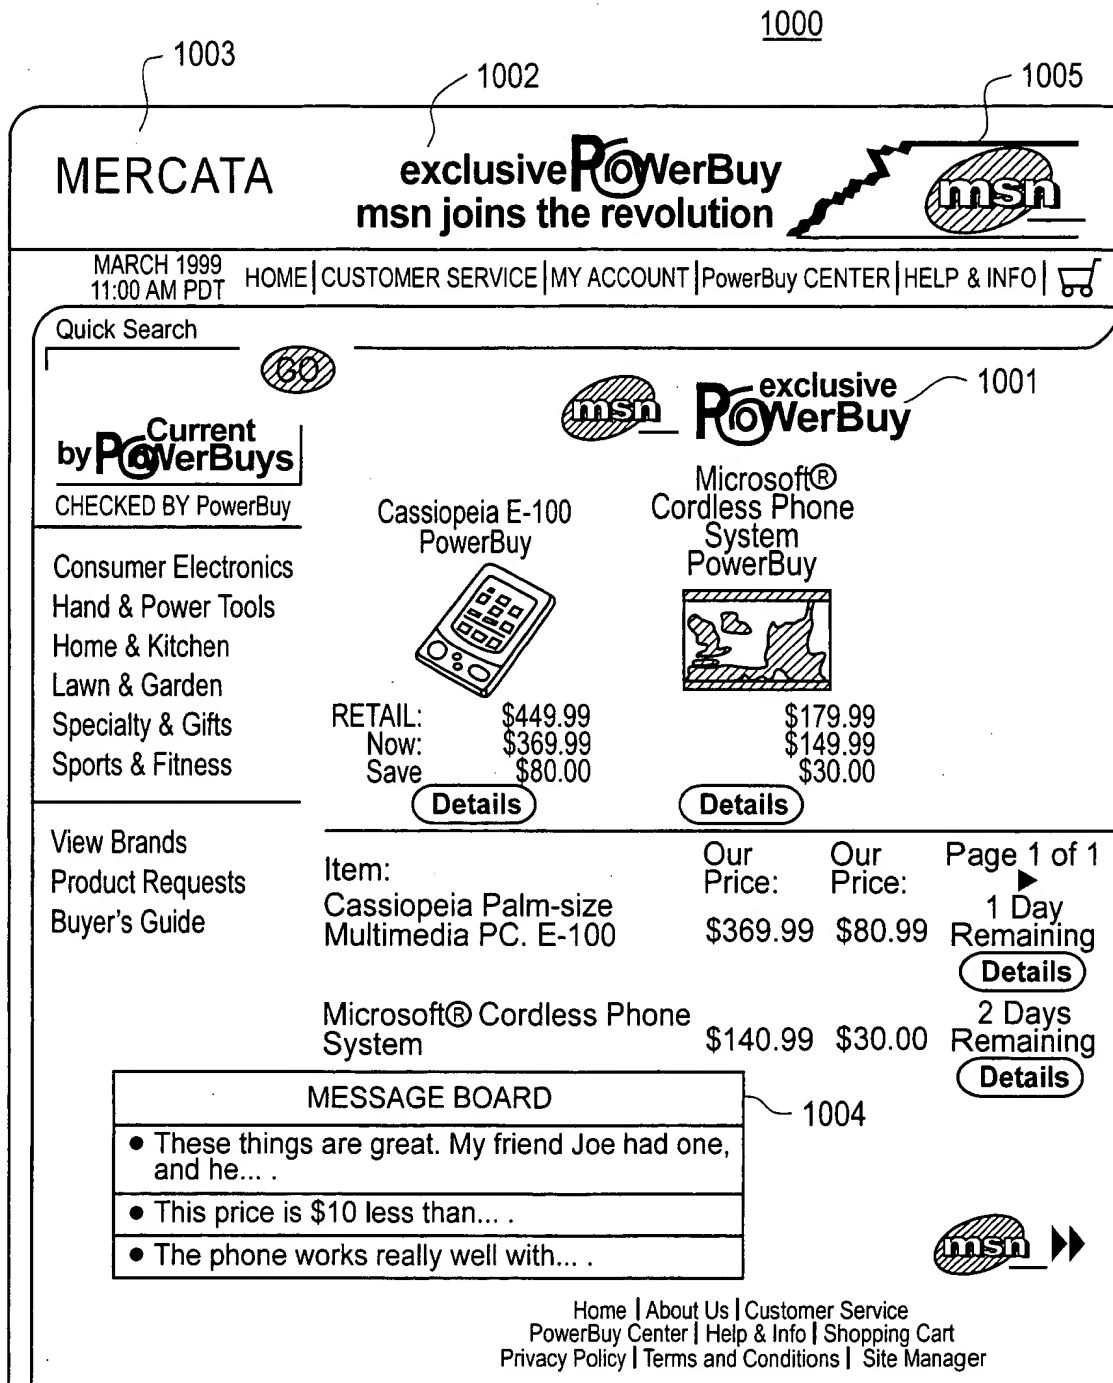 1000
1003
1002
1005
MERCATA
exclusive PowerBuy
msn joins the revolution
msn
MARCH 1999
11:00 AM PDT
HOME | CUSTOMER SERVICE | MY ACCOUNT | PowerBuy CENTER | HELP & INFO |
Quick Search
GO
by Current PowerBuys
CHECKED BY PowerBuy
Consumer Electronics
Hand & Power Tools
Home & Kitchen
Lawn & Garden
Specialty & Gifts
Sports & Fitness
View Brands
Product Requests
Buyer's Guide
msn
exclusive
PowerBuy
1001
Cassiopeia E-100
PowerBuy
Microsoft®
Cordless Phone
System
PowerBuy
RETAIL: $449.99 $179.99
Now: $369.99 $149.99
Save $80.00 $30.00
Details Details
Item: Our Price: Our Price: Page 1 of 1
Cassiopeia Palm-size
Multimedia PC. E-100 $369.99 $80.99 1 Day Remaining
Details
Microsoft® Cordless Phone
System $140.99 $30.00 2 Days Remaining
Details
MESSAGE BOARD
1004
• These things are great. My friend Joe had one,
and he... .
• This price is $10 less than... .
• The phone works really well with... .
msn
Home | About Us | Customer Service
PowerBuy Center | Help & Info | Shopping Cart
Privacy Policy | Terms and Conditions | Site Manager